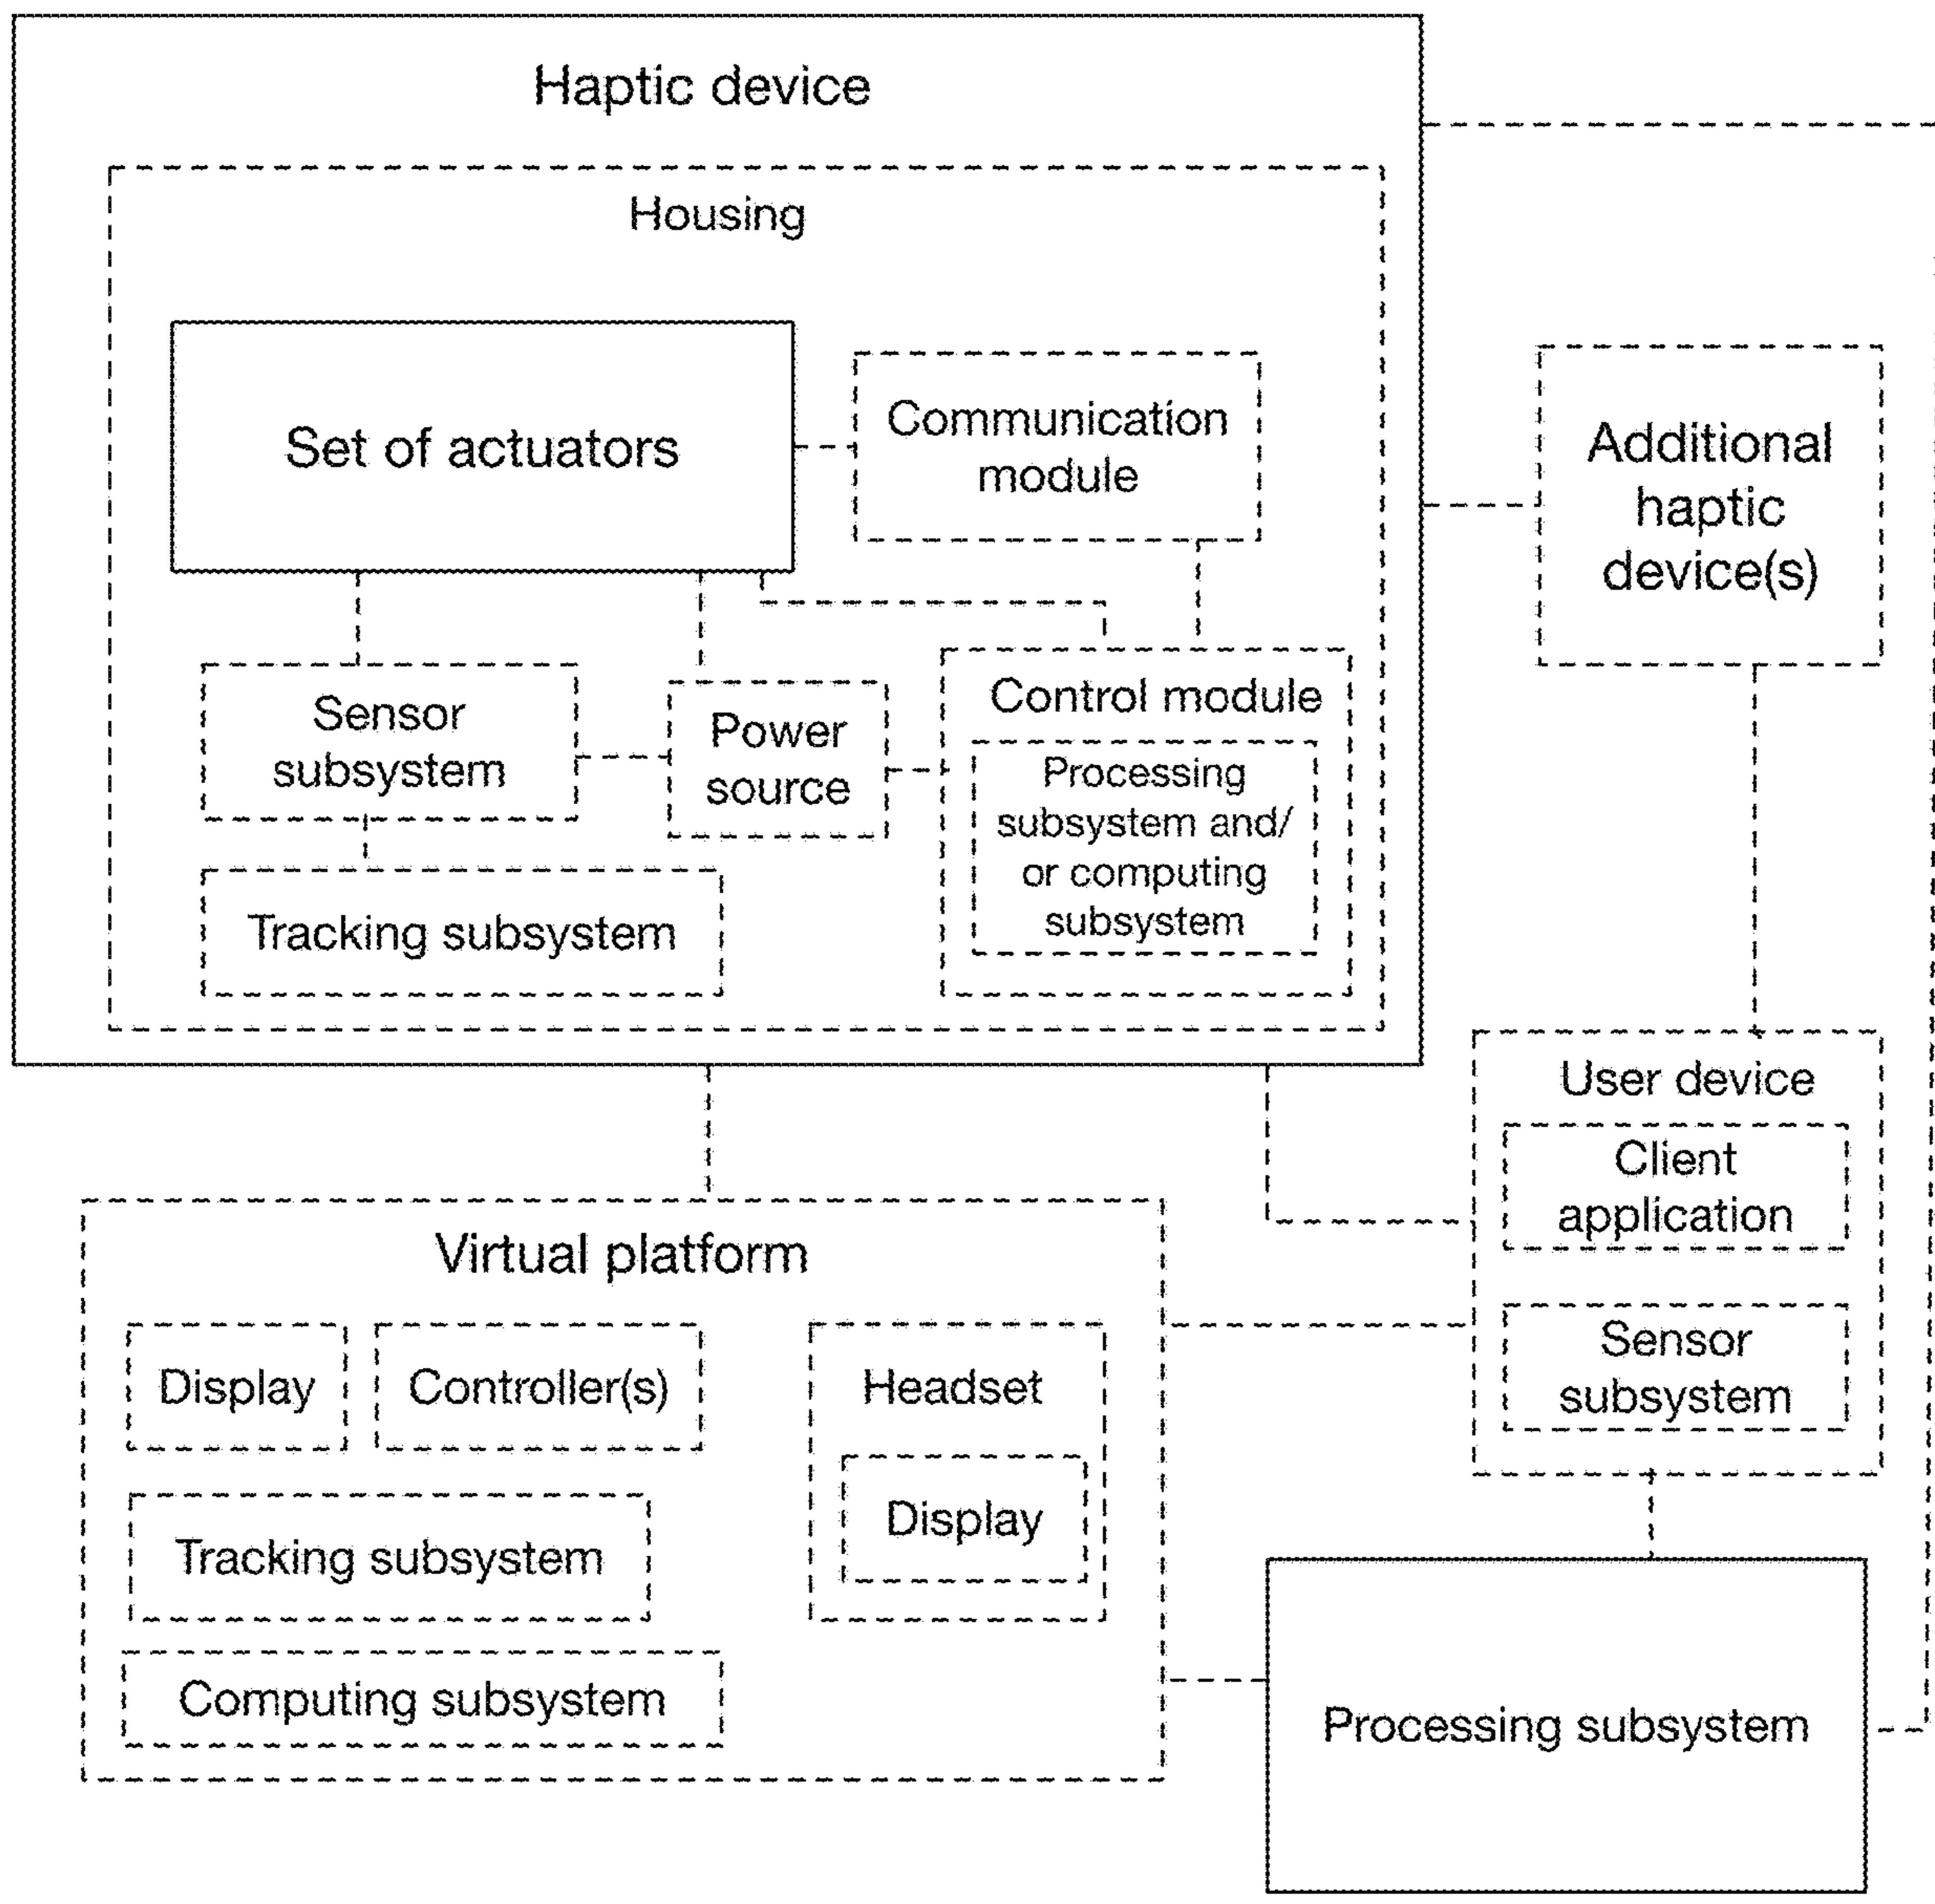 Haptic device
Housing
Set of actuators
Communication
module
Additional
haptic
device(s)
Sensor
subsystem
Power
source
Control module
Processing
subsystem and/
or computing
subsystem
Tracking subsystem
User device
Client
application
Sensor
subsystem
Virtual platform
Display
Controller(s)
Headset
Display
Tracking subsystem
Computing subsystem
Processing subsystem